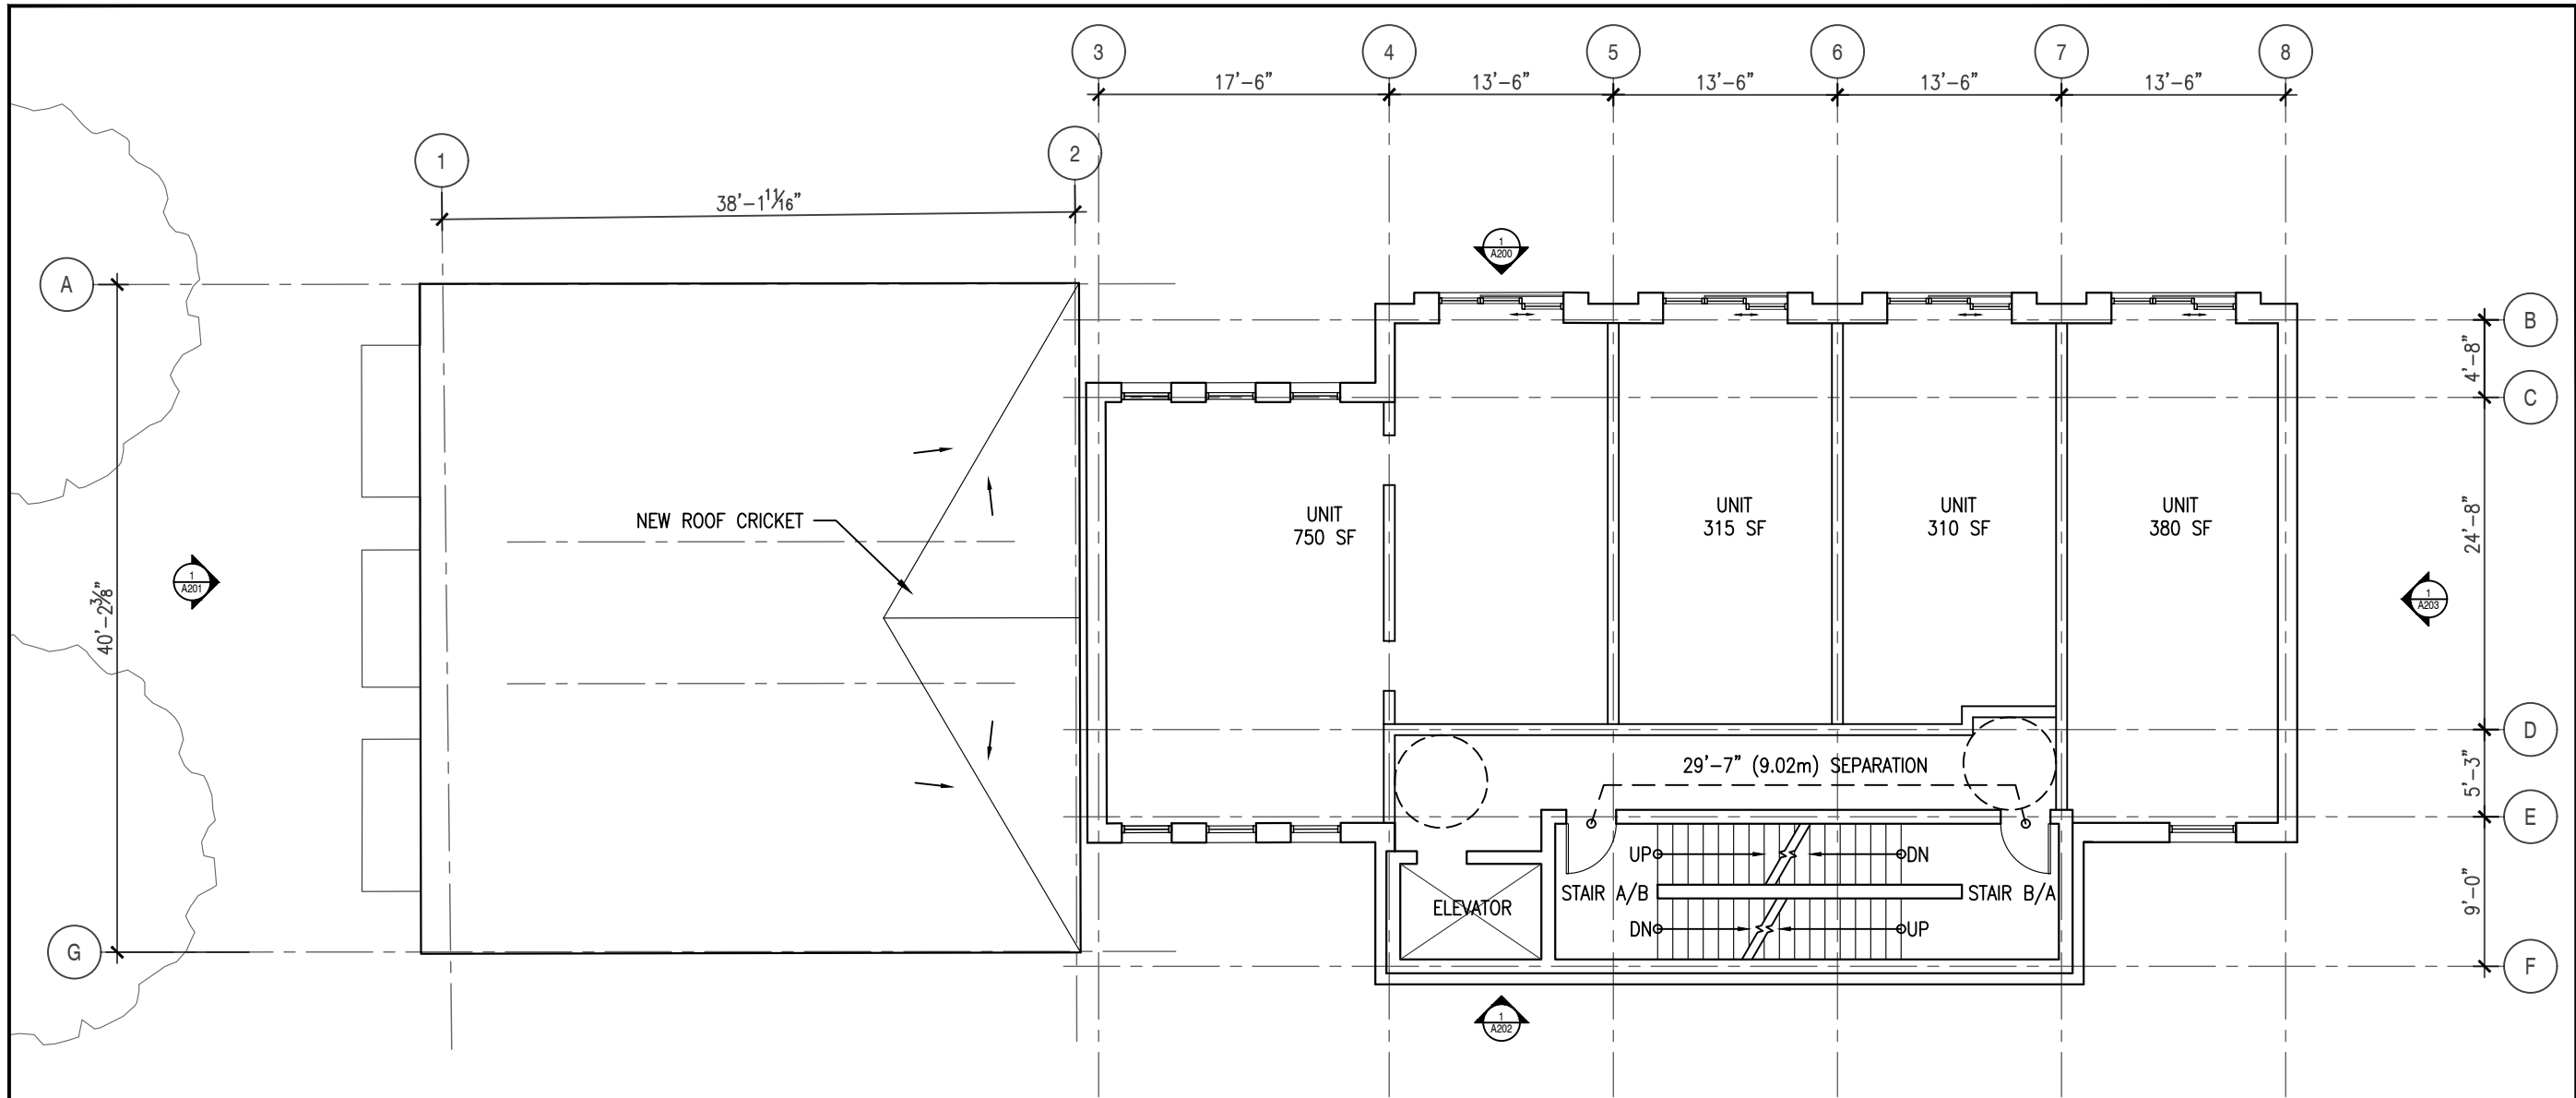 3 4 5 6 7 8
17'-6" 13'-6" 13'-6" 13'-6" 13'-6"
1 2
38'-1 11/16"
1
A200
A
B
4'-8"
C
NEW ROOF CRICKET
UNIT
750 SF
UNIT
315 SF
UNIT
310 SF
UNIT
380 SF
24'-8"
1
A201
40'-2 3/8"
1
A203
D
29'-7" (9.02m) SEPARATION
5'-3"
E
UP
DN
STAIR A/B
STAIR B/A
ELEVATOR
9'-0"
DN
UP
G
F
1
A202